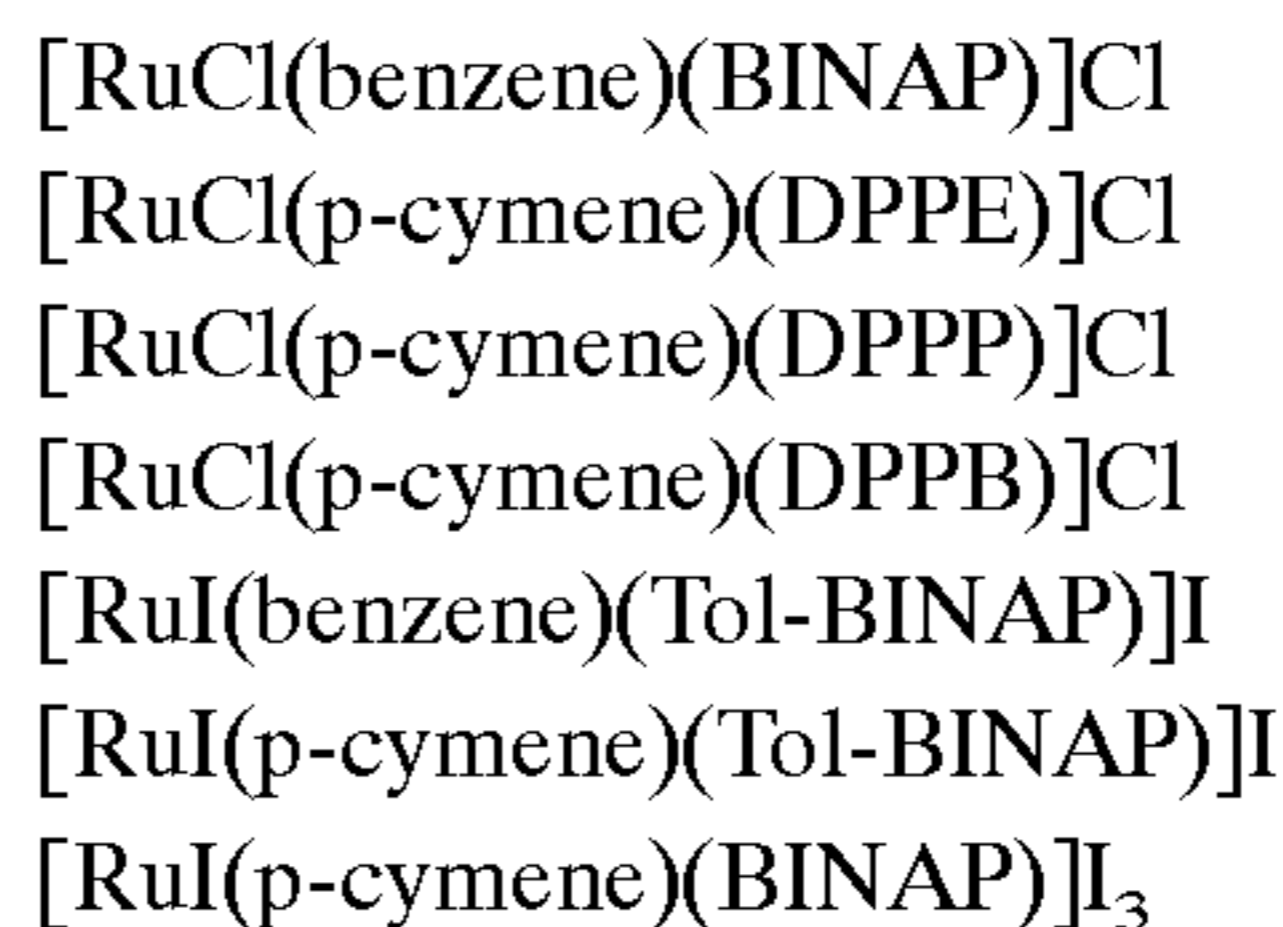 [RuCl(benzene)(BINAP)]Cl
[RuCl(p-cymene)(DPPE)]Cl
[RuCl(p-cymene)(DPPP)]Cl
[RuCl(p-cymene)(DPPB)]Cl
[RuI(benzene)(Tol-BINAP)]I
[RuI(p-cymene)(Tol-BINAP)]I
[RuI(p-cymene)(BINAP)]I₃